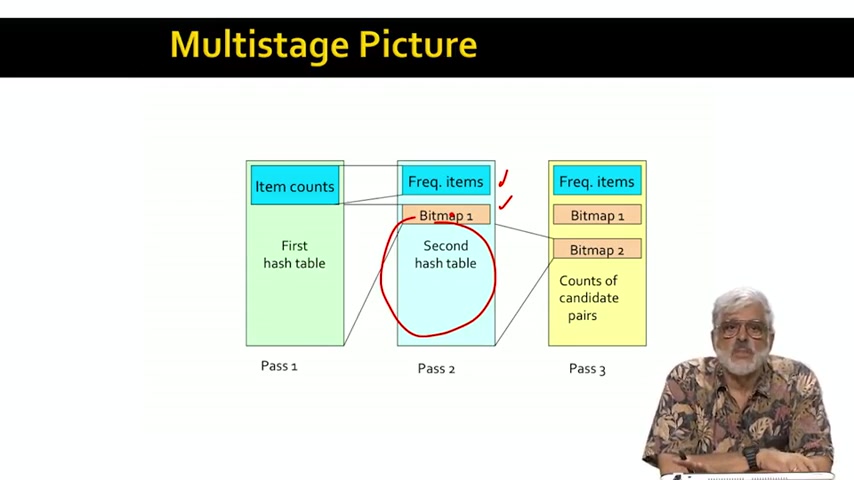 Multistage Picture
Item counts
First
hash table
Pass 1
Freq. items
Bitmap 1
Second
hash table
Pass 2
Freq. items
Bitmap 1
Bitmap 2
Counts of
candidate
pairs
Pass 3